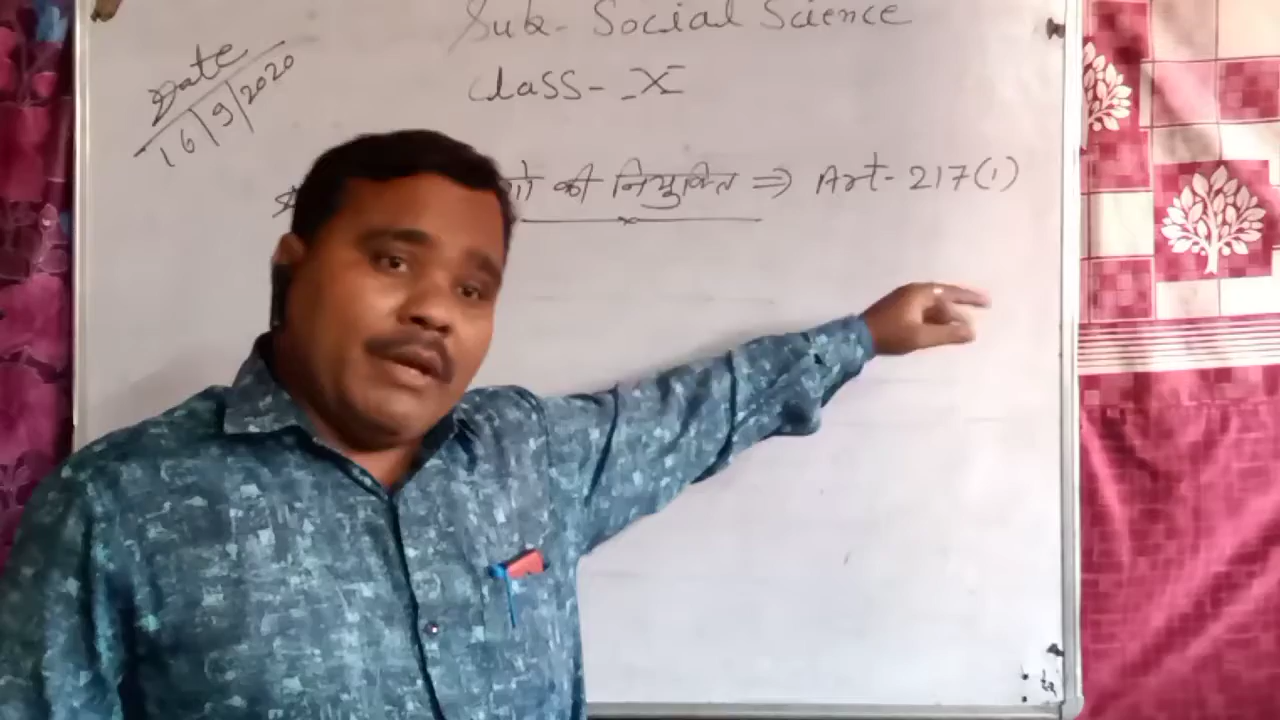 Sub- Social Science
Date
16/9/2020
Class- X
की नियुक्ति ⇒ Art- 217(1)